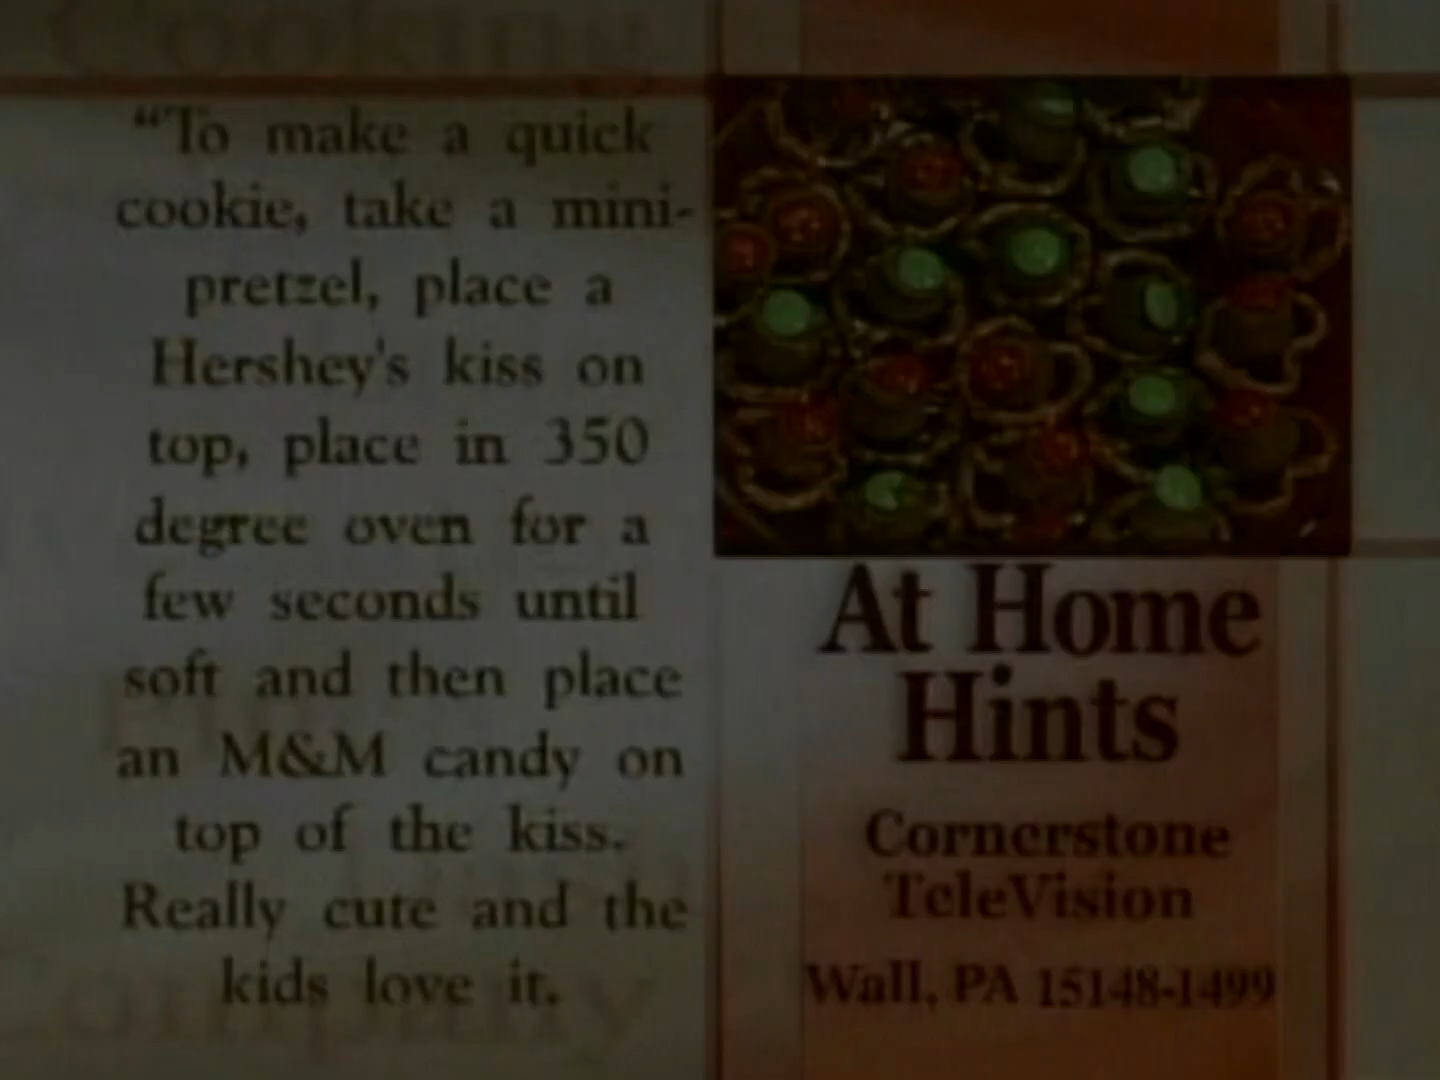 Cooking
“To make a quick
cookie, take a mini-
pretzel, place a
Hershey's kiss on
top, place in 350
degree oven for a
few seconds until
soft and then place
an M&M candy on
top of the kiss.
Really cute and the
kids love it.
Company
At Home
Hints
Cornerstone
TeleVision
Wall, PA 15148-1499